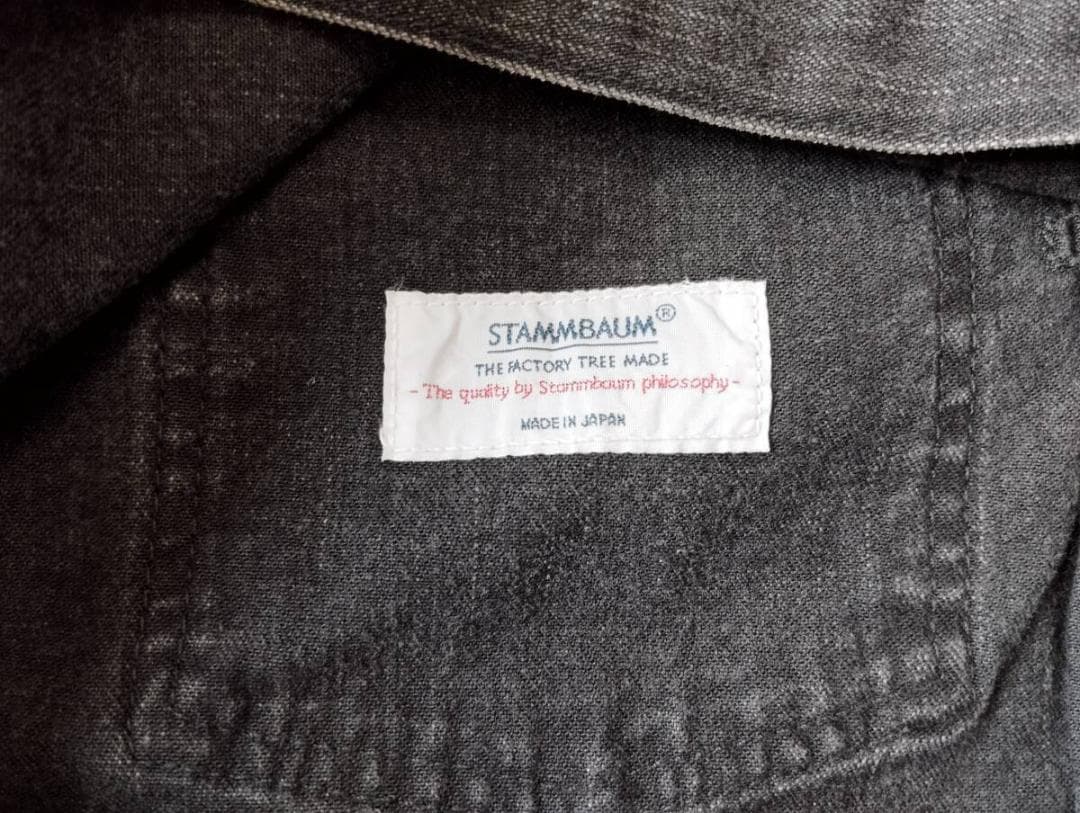 STAMMBAUM®
THE FACTORY TREE MADE
- The quality by Stammbaum philosophy -
MADE IN JAPAN